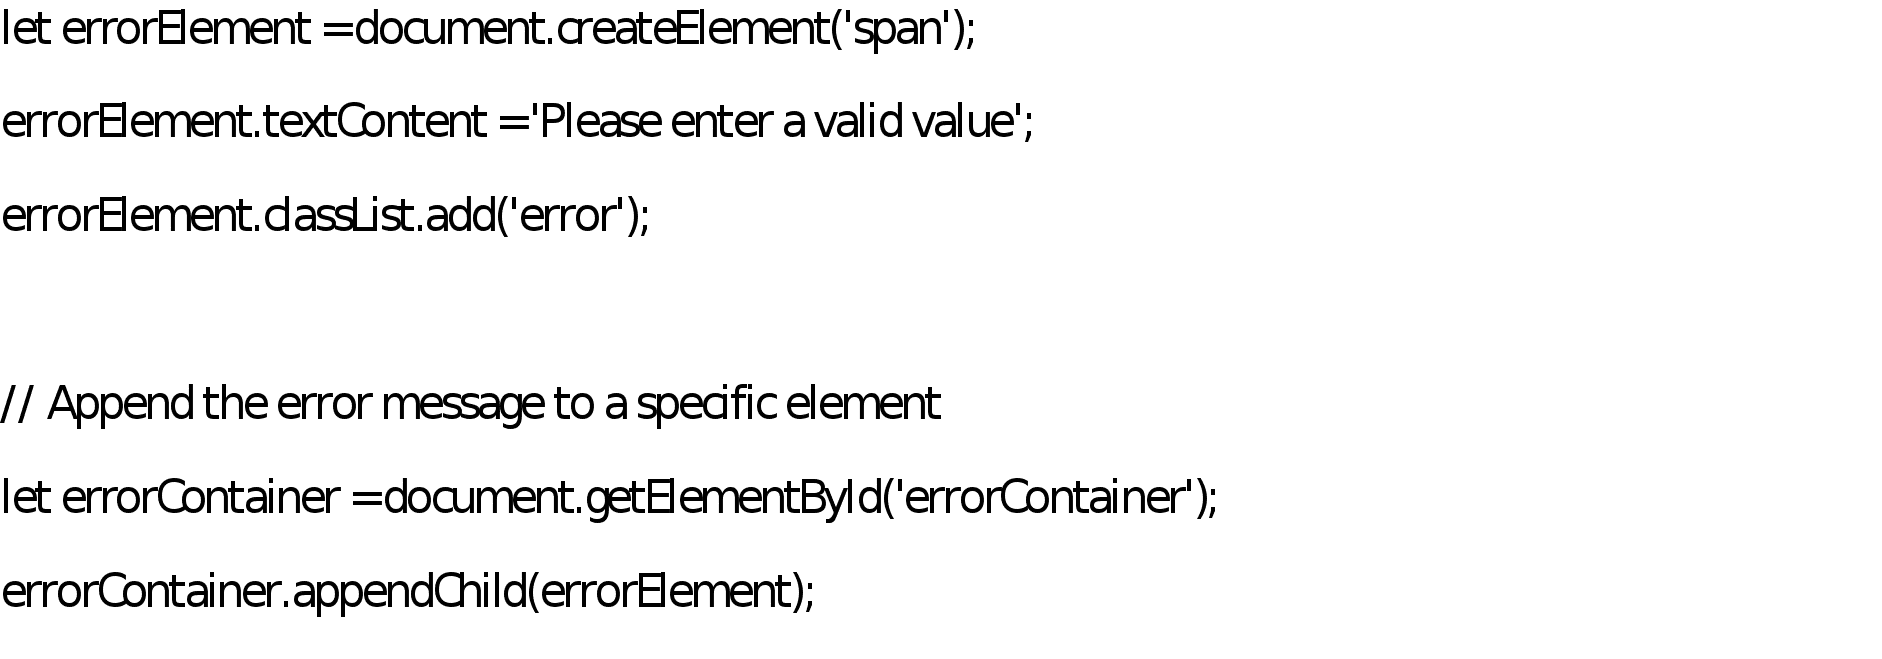 let errorElement = document.createElement('span');
errorElement.textContent = 'Please enter a valid value';
errorElement.classList.add('error');
// Append the error message to a specific element
let errorContainer = document.getElementById('errorContainer');
errorContainer.appendChild(errorElement);